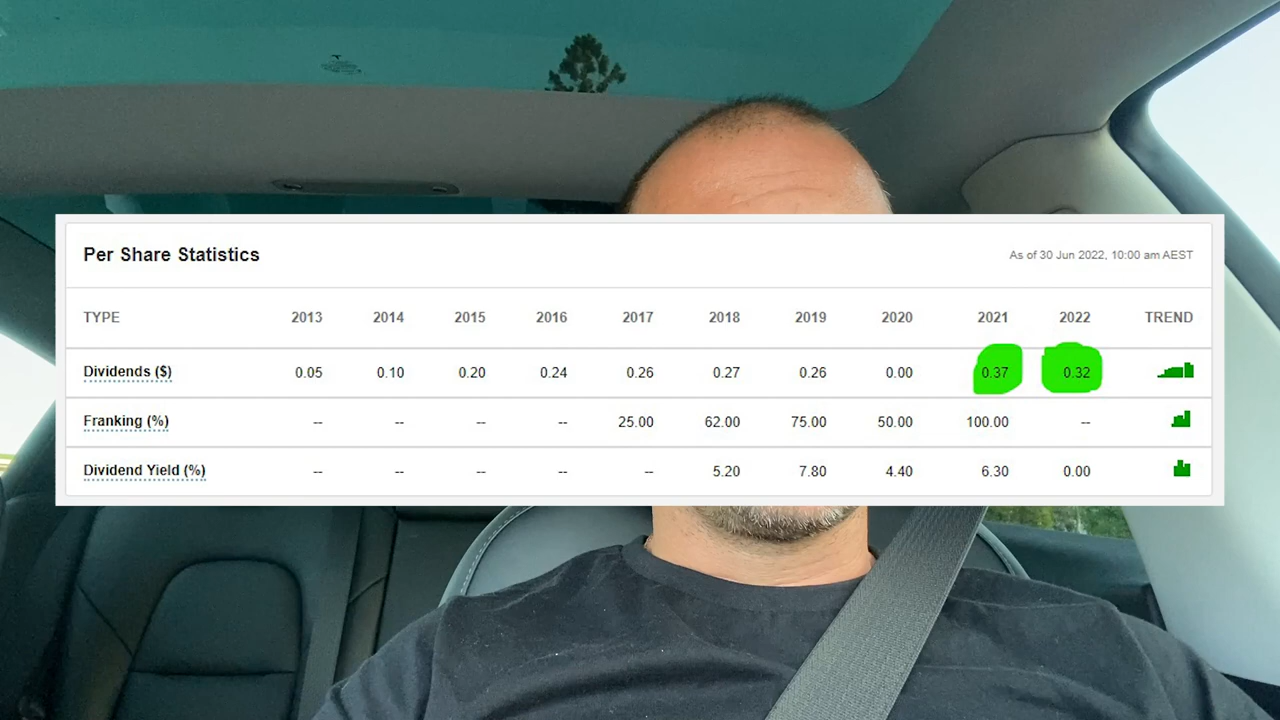 Per Share Statistics As of 30 Jun 2022, 10:00 am AEST
TYPE 2013 2014 2015 2016 2017 2018 2019 2020 2021 2022 TREND
Dividends ($) 0.05 0.10 0.20 0.24 0.26 0.27 0.26 0.00 0.37 0.32
Franking (%) -- -- -- -- 25.00 62.00 75.00 50.00 100.00 --
Dividend Yield (%) -- -- -- -- -- 5.20 7.80 4.40 6.30 0.00